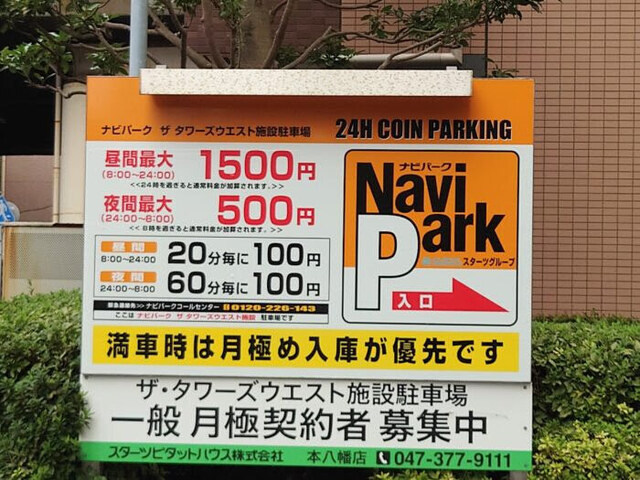 ナビパーク ザ タワーズウエスト施設駐車場
24H COIN PARKING
昼間最大 1500円
(8:00〜24:00)
<<24時を過ぎると通常料金が加算されます。>>
夜間最大 500円
(24:00〜8:00)
<<8時を過ぎると通常料金が加算されます。>>
昼間
8:00〜24:00
20分毎に100円
夜間
24:00〜8:00
60分毎に100円
緊急連絡先>>ナビパークコールセンター 0120-226-143
ここは ナビパーク ザ タワーズウエスト施設 駐車場です
ナビパーク
Navi
Park
スターツグループ
入口
満車時は月極め入庫が優先です
ザ・タワーズウエスト施設駐車場
一般 月極契約者 募集中
スターツピタットハウス株式会社 本八幡店 047-377-9111